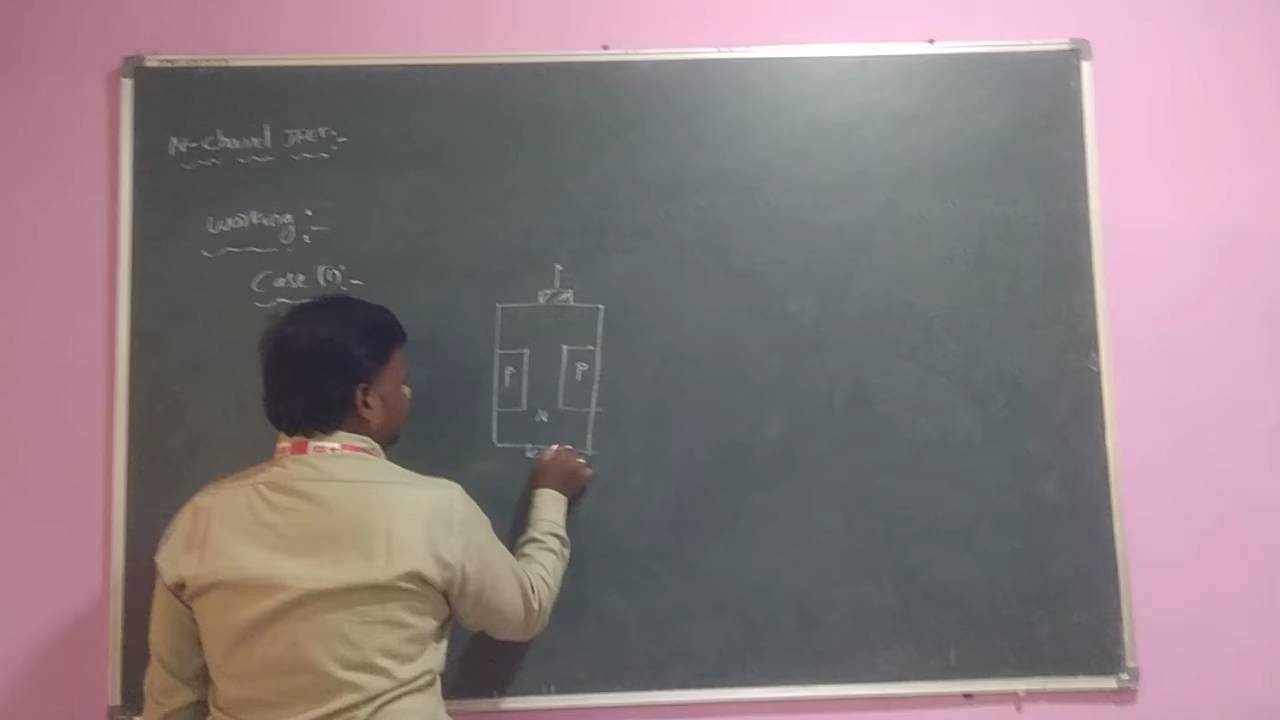 N-channel JFET:-
Working:-
Case (i):-
P P
N